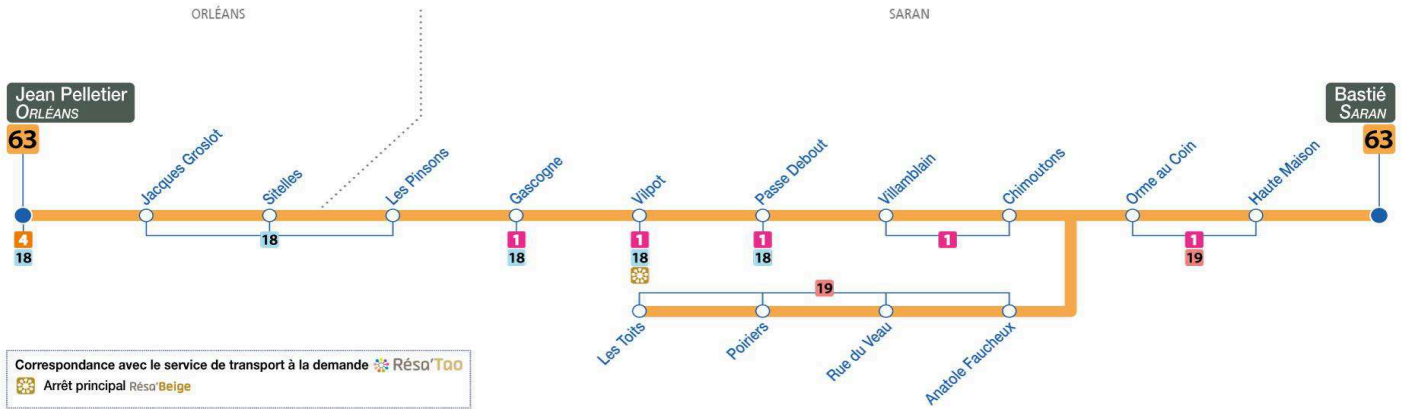 ORLÉANS
SARAN
Jean Pelletier
ORLÉANS
63
Bastié
SARAN
63
Jacques Groslot
Sitelles
Les Pinsons
Gascogne
Vilpot
Passe Debout
Villamblain
Chimoutons
Orme au Coin
Haute Maison
4
18
18
1
18
1
18
1
18
1
1
19
19
Les Toits
Poiriers
Rue du Veau
Anatole Faucheux
Correspondance avec le service de transport à la demande Résa'Tao
Arrêt principal Résa'Beige